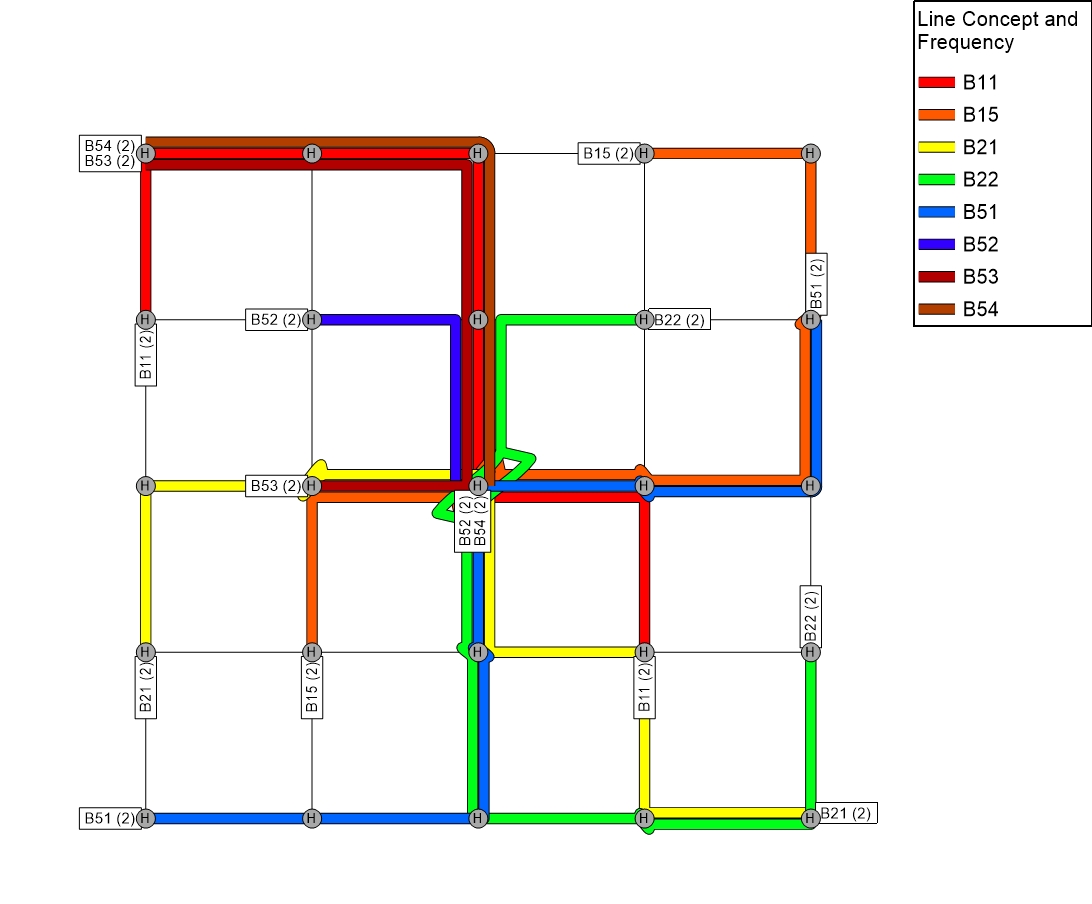 Line Concept and
Frequency
B11
B15
B21
B22
B51
B52
B53
B54
B54 (2)
B53 (2)
H
H
H
B15 (2)
H
H
B51 (2)
H
B52 (2)
H
H
H
B22 (2)
H
B11 (2)
H
B53 (2)
H
H
H
H
B52 (2)
B54 (2)
B22 (2)
H
H
H
H
H
B21 (2)
B15 (2)
B11 (2)
B51 (2)
H
H
H
H
H
B21 (2)